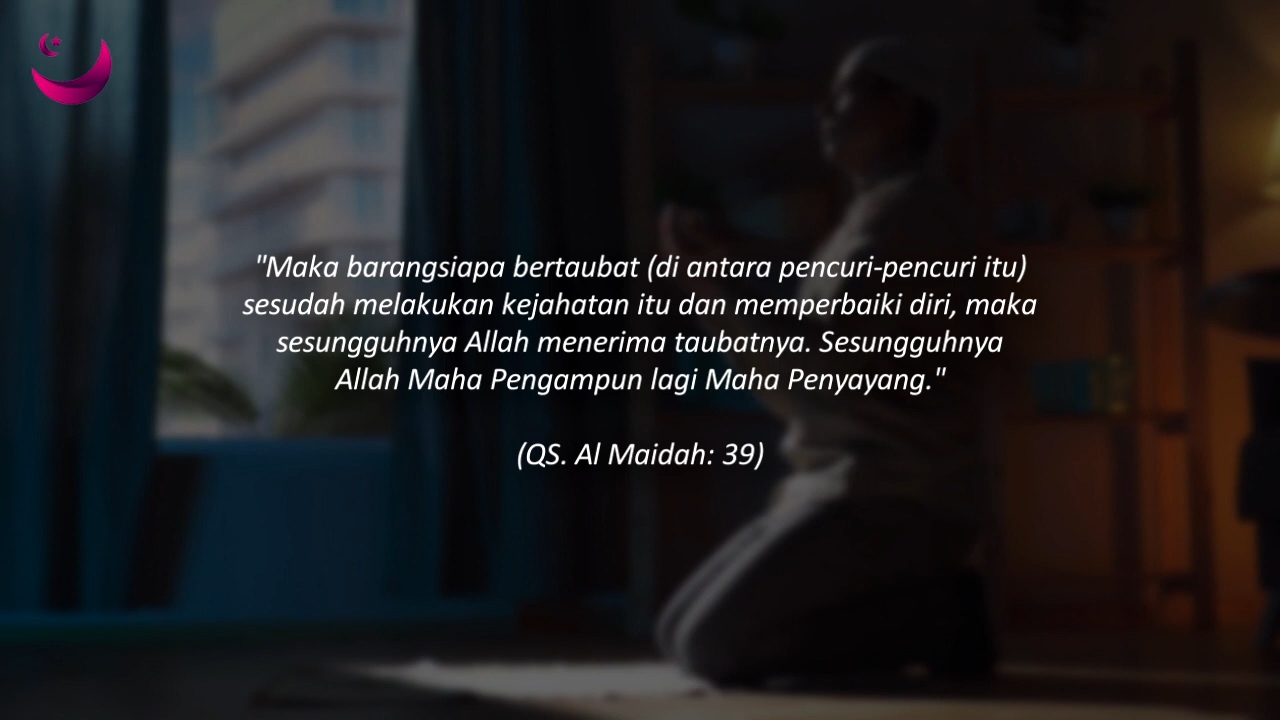 "Maka barangsiapa bertaubat (di antara pencuri-pencuri itu)
sesudah melakukan kejahatan itu dan memperbaiki diri, maka
sesungguhnya Allah menerima taubatnya. Sesungguhnya
Allah Maha Pengampun lagi Maha Penyayang."
(QS. Al Maidah: 39)